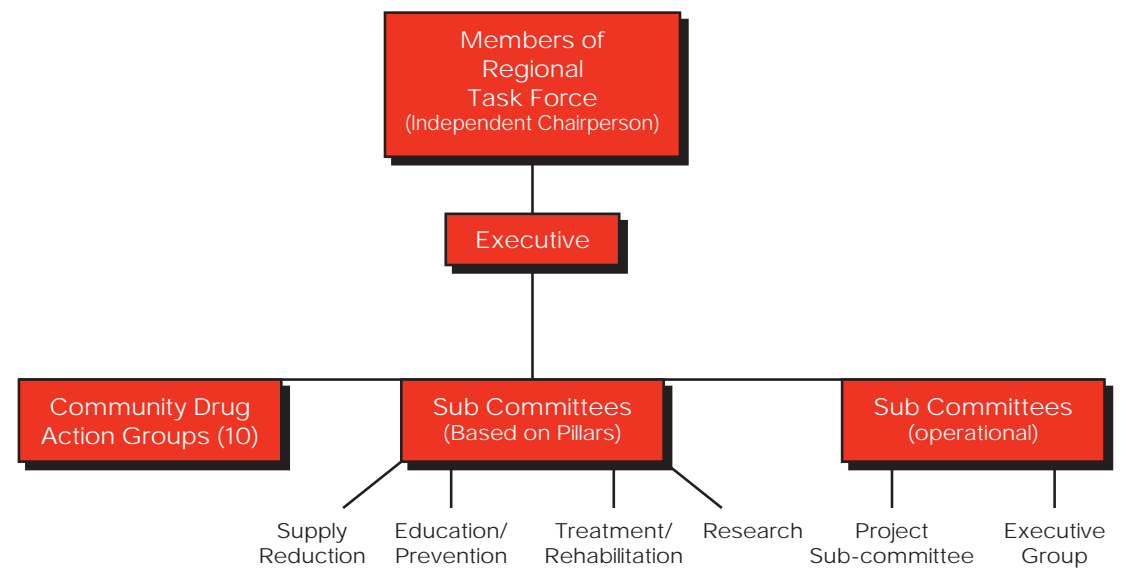 Members of
Regional
Task Force
(Independent Chairperson)
Executive
Community Drug
Action Groups (10)
Sub Committees
(Based on Pillars)
Sub Committees
(operational)
Supply
Reduction
Education/
Prevention
Treatment/
Rehabilitation
Research
Project
Sub-committee
Executive
Group